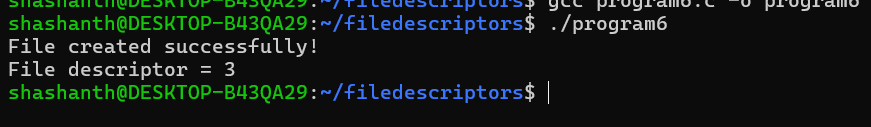 shashanth@DESKTOP-B43QA29:~/filedescriptors$ gcc program6.c -o program6
shashanth@DESKTOP-B43QA29:~/filedescriptors$ ./program6
File created successfully!
File descriptor = 3
shashanth@DESKTOP-B43QA29:~/filedescriptors$